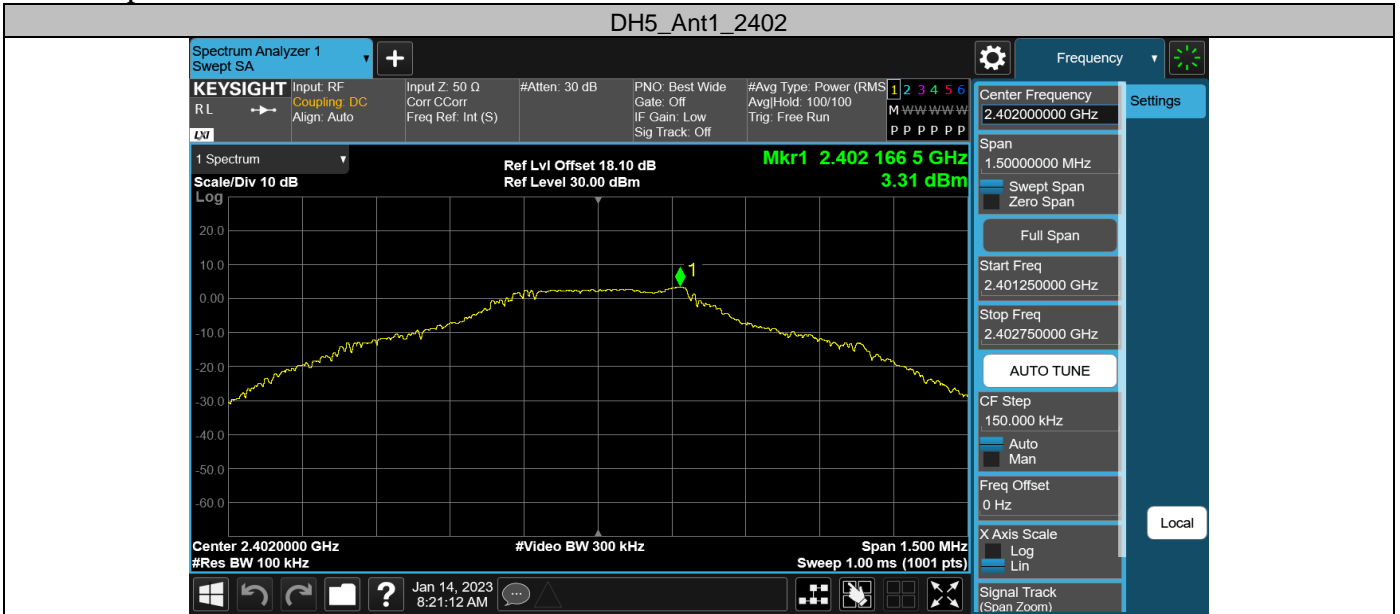 DH5_Ant1_2402
Spectrum Analyzer 1
Swept SA
Frequency
KEYSIGHT
R L
LXI
Input: RF
Coupling: DC
Align: Auto
Input Z: 50 Ω
Corr CCorr
Freq Ref: Int (S)
#Atten: 30 dB
PNO: Best Wide
Gate: Off
IF Gain: Low
Sig Track: Off
#Avg Type: Power (RMS
Avg|Hold: 100/100
Trig: Free Run
1 2 3 4 5 6
M W W W W W
P P P P P P
1 Spectrum
Scale/Div 10 dB
Log
Ref Lvl Offset 18.10 dB
Ref Level 30.00 dBm
Mkr1 2.402 166 5 GHz
3.31 dBm
20.0
10.0
0.00
-10.0
-20.0
-30.0
-40.0
-50.0
-60.0
1
Center 2.4020000 GHz
#Res BW 100 kHz
#Video BW 300 kHz
Span 1.500 MHz
Sweep 1.00 ms (1001 pts)
Center Frequency
2.402000000 GHz
Settings
Span
1.50000000 MHz
Swept Span
Zero Span
Full Span
Start Freq
2.401250000 GHz
Stop Freq
2.402750000 GHz
AUTO TUNE
CF Step
150.000 kHz
Auto
Man
Freq Offset
0 Hz
X Axis Scale
Log
Lin
Local
Signal Track
(Span Zoom)
?
Jan 14, 2023
8:21:12 AM